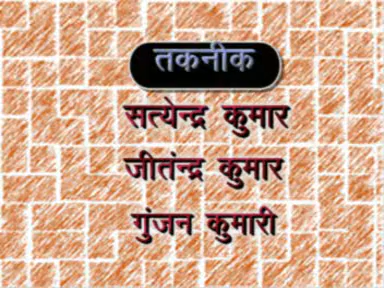 तकनीक
सत्येन्द्र कुमार
जीतंन्द्र कुमार
गुंजन कुमारी